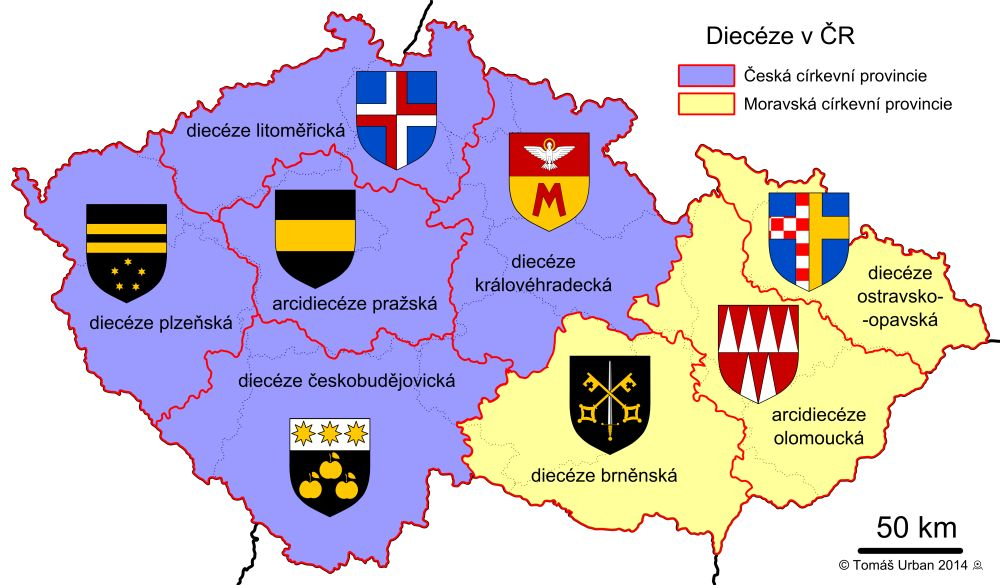 Diecéze v ČR
Česká církevní provincie
Moravská církevní provincie
diecéze litoměřická
M
diecéze
královéhradecká
diecéze plzeňská
arcidiecéze pražská
diecéze
ostravsko-
-opavská
diecéze českobudějovická
arcidiecéze
olomoucká
diecéze brněnská
50 km
© Tomáš Urban 2014